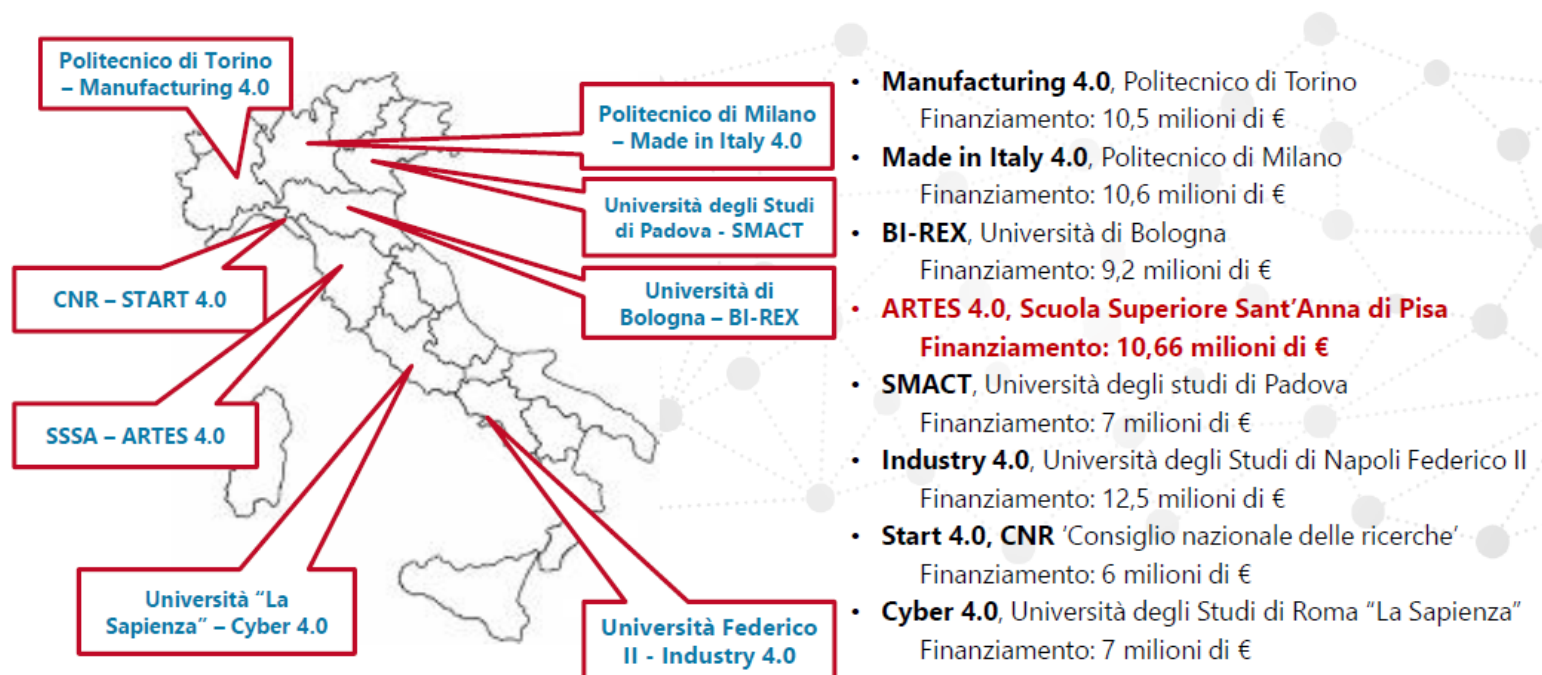 Politecnico di Torino
– Manufacturing 4.0
Politecnico di Milano
– Made in Italy 4.0
Università degli Studi
di Padova - SMACT
CNR – START 4.0
Università di
Bologna – BI-REX
SSSA – ARTES 4.0
Università “La
Sapienza” – Cyber 4.0
Università Federico
II - Industry 4.0
• Manufacturing 4.0, Politecnico di Torino
Finanziamento: 10,5 milioni di €
• Made in Italy 4.0, Politecnico di Milano
Finanziamento: 10,6 milioni di €
• BI-REX, Università di Bologna
Finanziamento: 9,2 milioni di €
• ARTES 4.0, Scuola Superiore Sant’Anna di Pisa
Finanziamento: 10,66 milioni di €
• SMACT, Università degli studi di Padova
Finanziamento: 7 milioni di €
• Industry 4.0, Università degli Studi di Napoli Federico II
Finanziamento: 12,5 milioni di €
• Start 4.0, CNR ‘Consiglio nazionale delle ricerche’
Finanziamento: 6 milioni di €
• Cyber 4.0, Università degli Studi di Roma “La Sapienza”
Finanziamento: 7 milioni di €